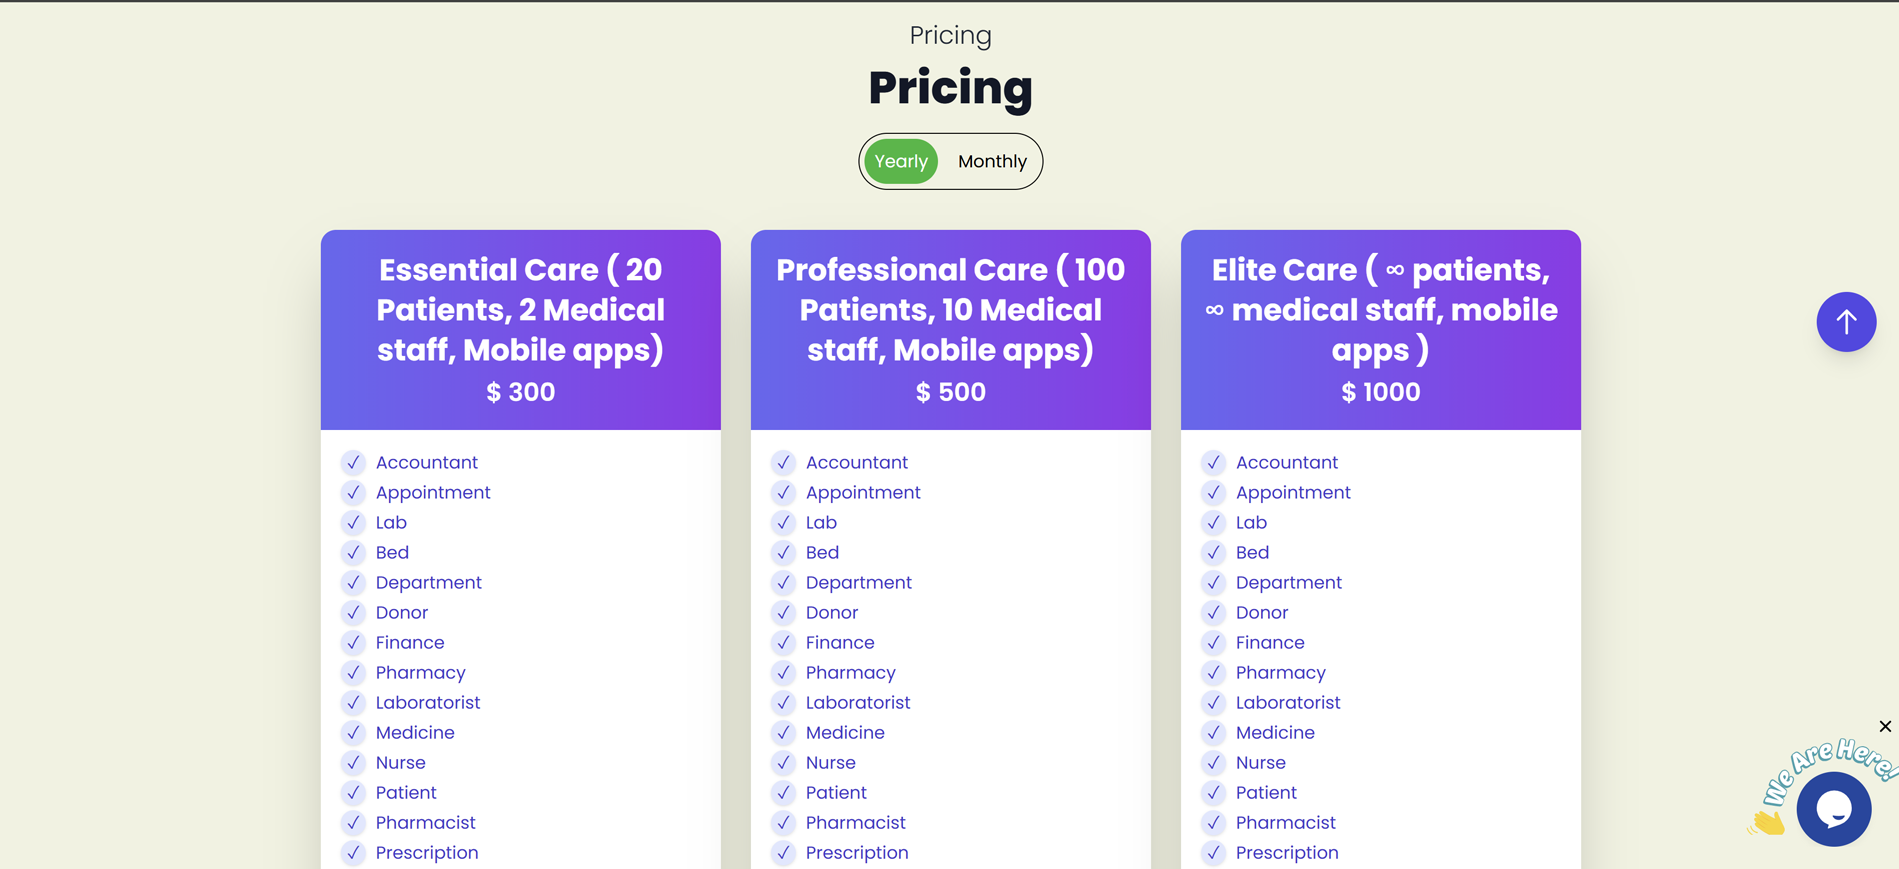 Pricing
Pricing
Yearly Monthly
Essential Care ( 20
Patients, 2 Medical
staff, Mobile apps)
$ 300
Accountant
Appointment
Lab
Bed
Department
Donor
Finance
Pharmacy
Laboratorist
Medicine
Nurse
Patient
Pharmacist
Prescription
Professional Care ( 100
Patients, 10 Medical
staff, Mobile apps)
$ 500
Accountant
Appointment
Lab
Bed
Department
Donor
Finance
Pharmacy
Laboratorist
Medicine
Nurse
Patient
Pharmacist
Prescription
Elite Care ( ∞ patients,
∞ medical staff, mobile
apps )
$ 1000
Accountant
Appointment
Lab
Bed
Department
Donor
Finance
Pharmacy
Laboratorist
Medicine
Nurse
Patient
Pharmacist
Prescription
We Are Here!